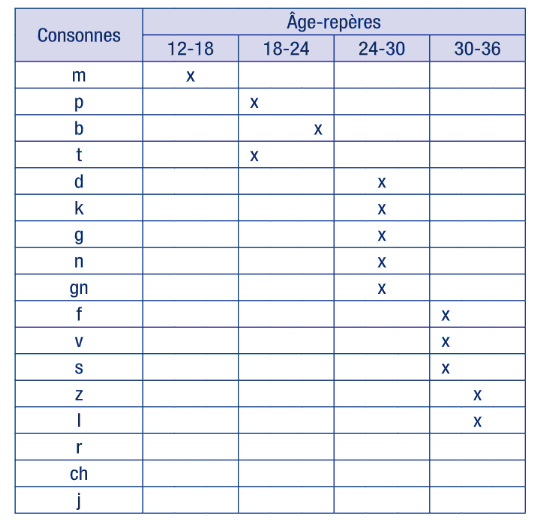 Consonnes Âge-repères
12-18 18-24 24-30 30-36
m x
p x
b x
t x
d x
k x
g x
n x
gn x
f x
v x
s x
z x
l x
r
ch
j